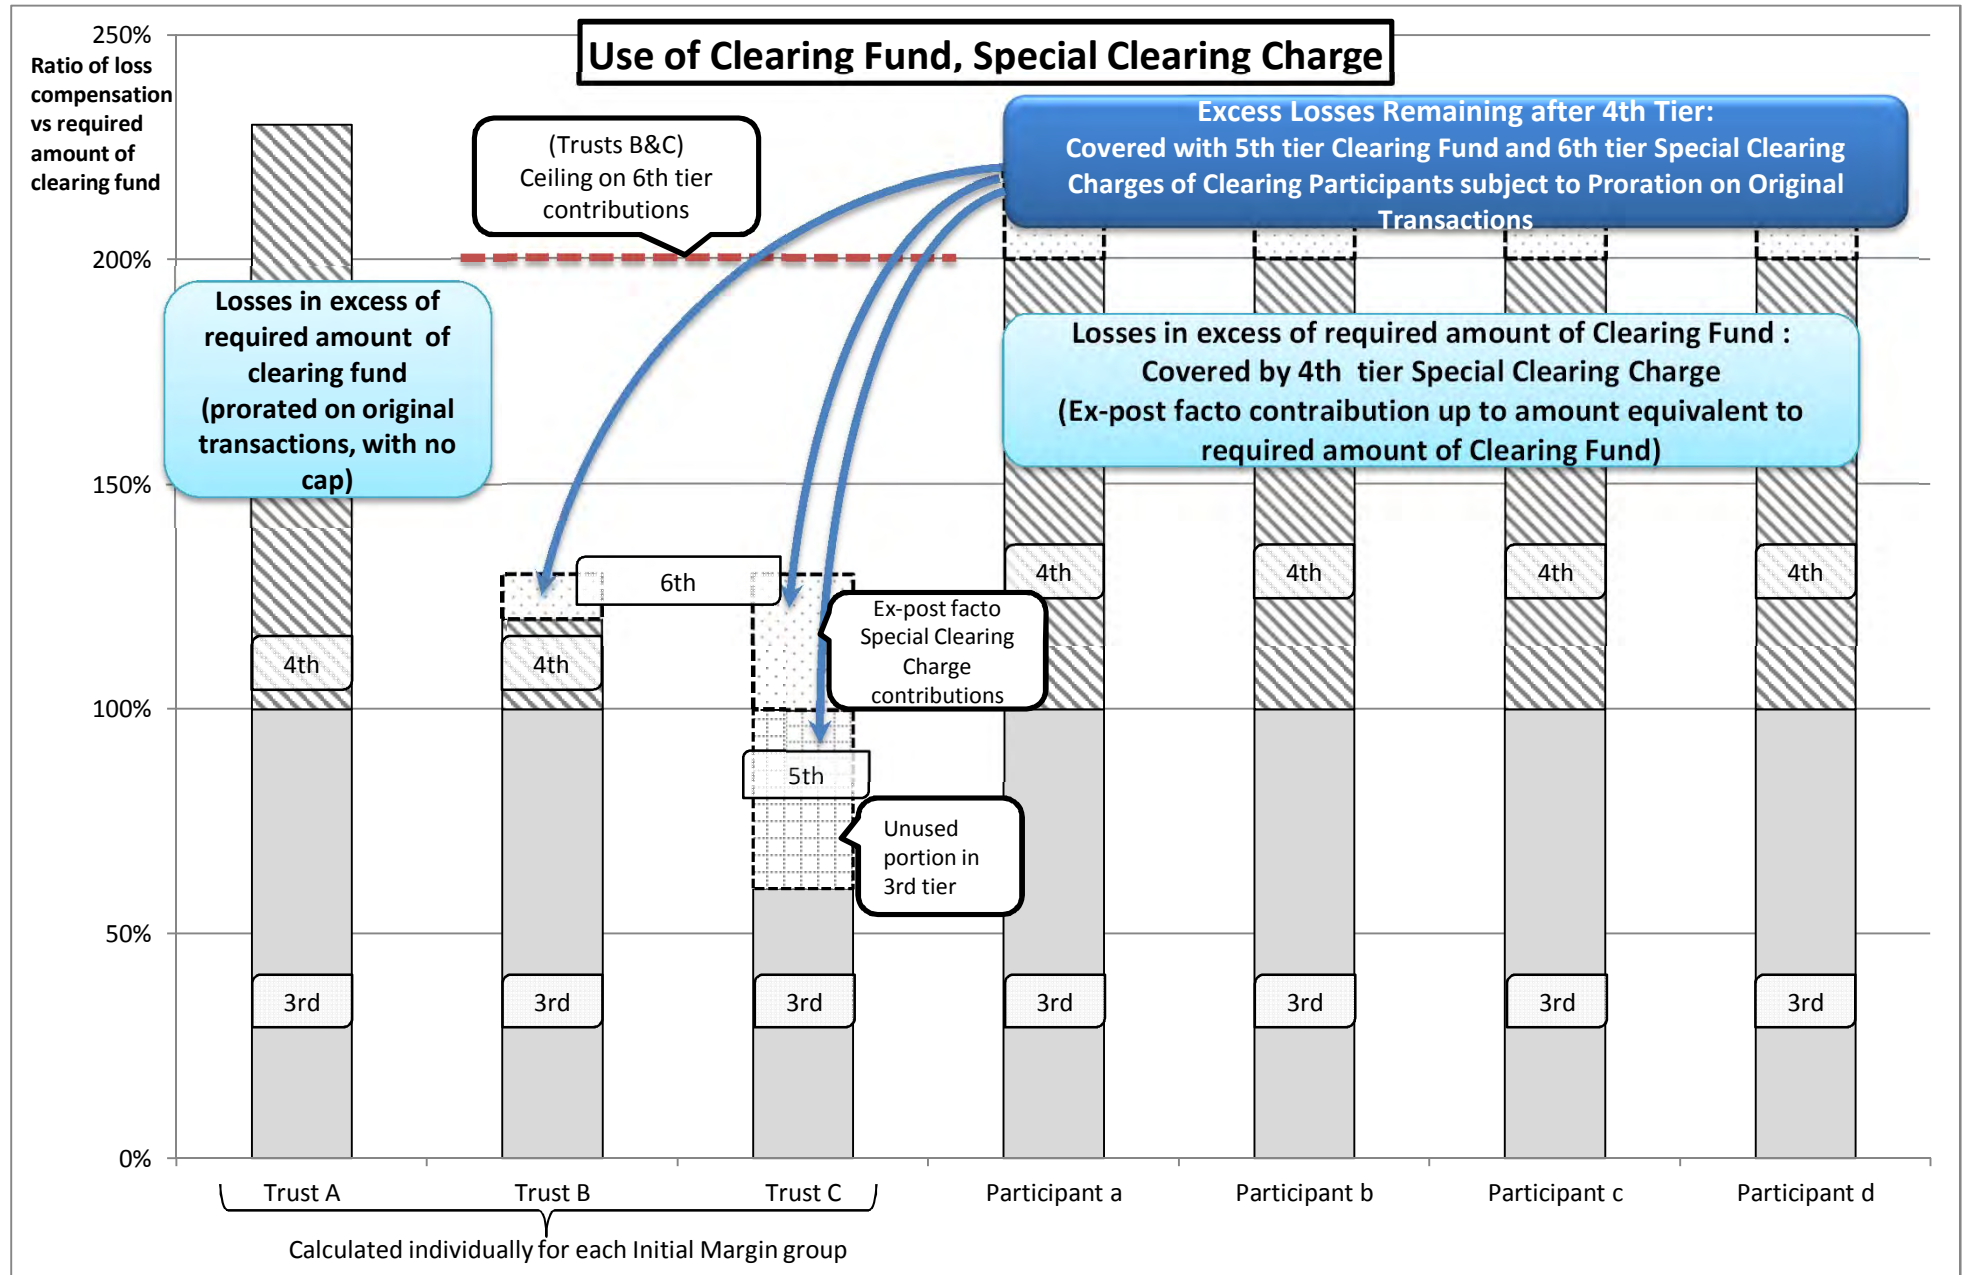 Use of Clearing Fund, Special Clearing Charge
250%
Ratio of loss
compensation
vs required
amount of
clearing fund
200%
150%
100%
50%
0%
(Trusts B&C)
Ceiling on 6th tier
contributions
Excess Losses Remaining after 4th Tier:
Covered with 5th tier Clearing Fund and 6th tier Special Clearing
Charges of Clearing Participants subject to Proration on Original
Transactions
Losses in excess of
required amount of
clearing fund
(prorated on original
transactions, with no
cap)
Losses in excess of required amount of Clearing Fund :
Covered by 4th tier Special Clearing Charge
(Ex-post facto contraibution up to amount equivalent to
required amount of Clearing Fund)
6th
4th
4th
4th
4th
Ex-post facto
Special Clearing
Charge
contributions
4th
4th
5th
Unused
portion in
3rd tier
3rd
3rd
3rd
3rd
3rd
3rd
3rd
Trust A
Trust B
Trust C
Participant a
Participant b
Participant c
Participant d
Calculated individually for each Initial Margin group